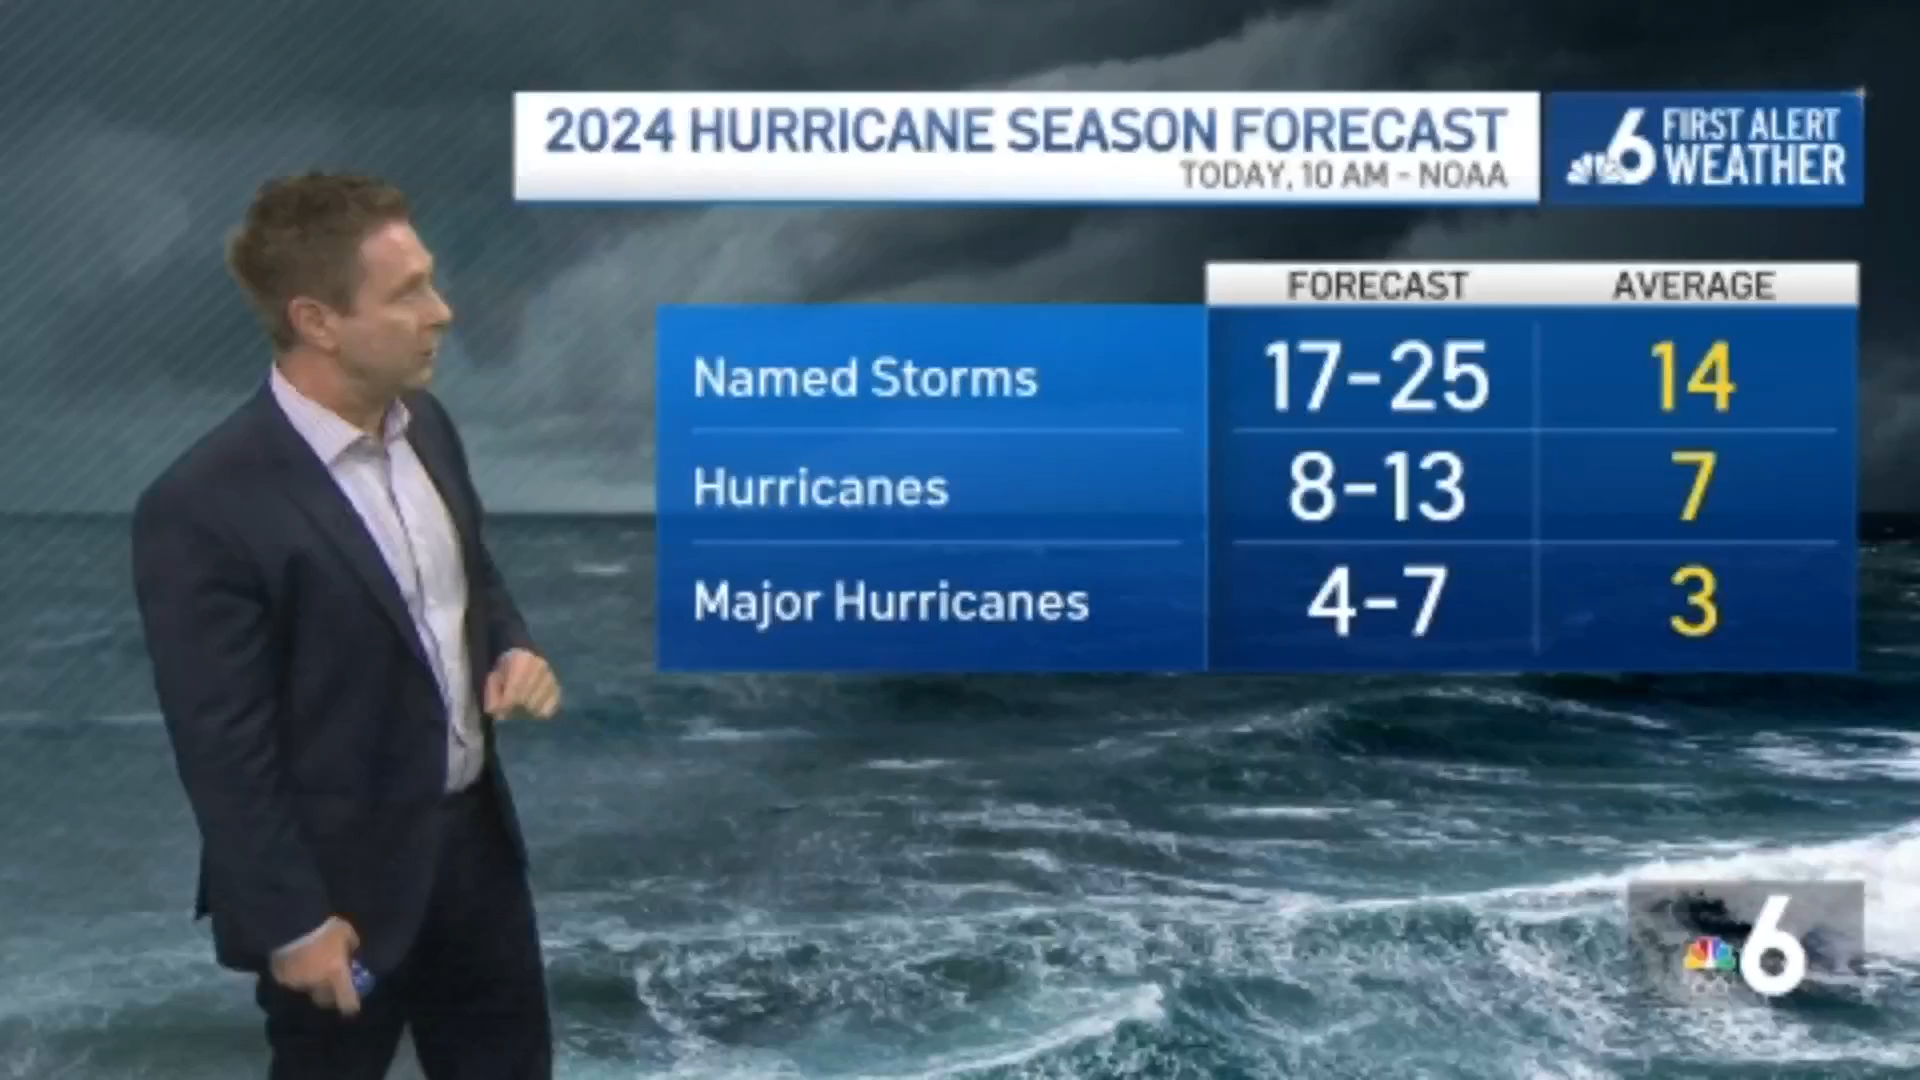 2024 HURRICANE SEASON FORECAST
TODAY, 10 AM - NOAA
6 FIRST ALERT
WEATHER
FORECAST AVERAGE
Named Storms 17-25 14
Hurricanes 8-13 7
Major Hurricanes 4-7 3
6